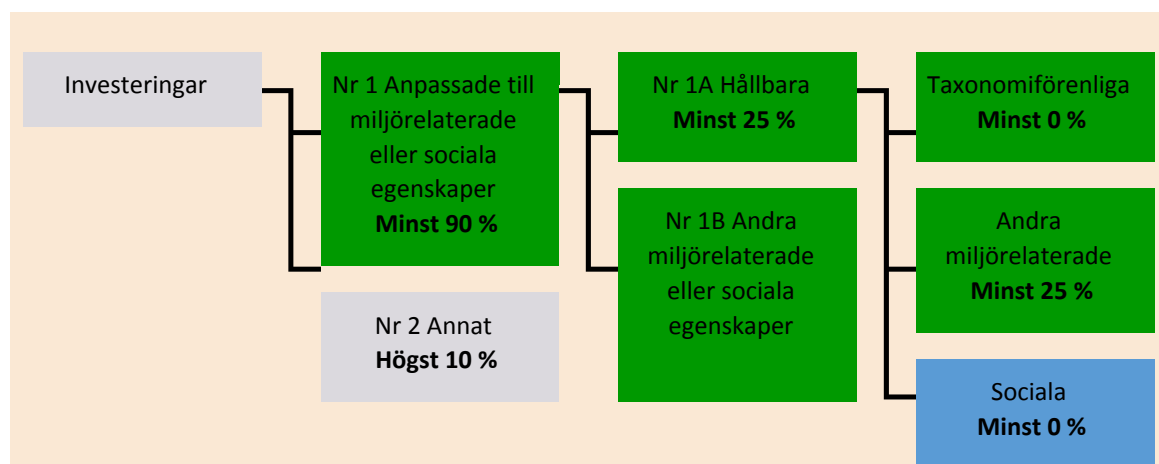 Investeringar
Nr 1 Anpassade till
miljörelaterade
eller sociala
egenskaper
Minst 90 %
Nr 2 Annat
Högst 10 %
Nr 1A Hållbara
Minst 25 %
Nr 1B Andra
miljörelaterade
eller sociala
egenskaper
Taxonomiförenliga
Minst 0 %
Andra
miljörelaterade
Minst 25 %
Sociala
Minst 0 %